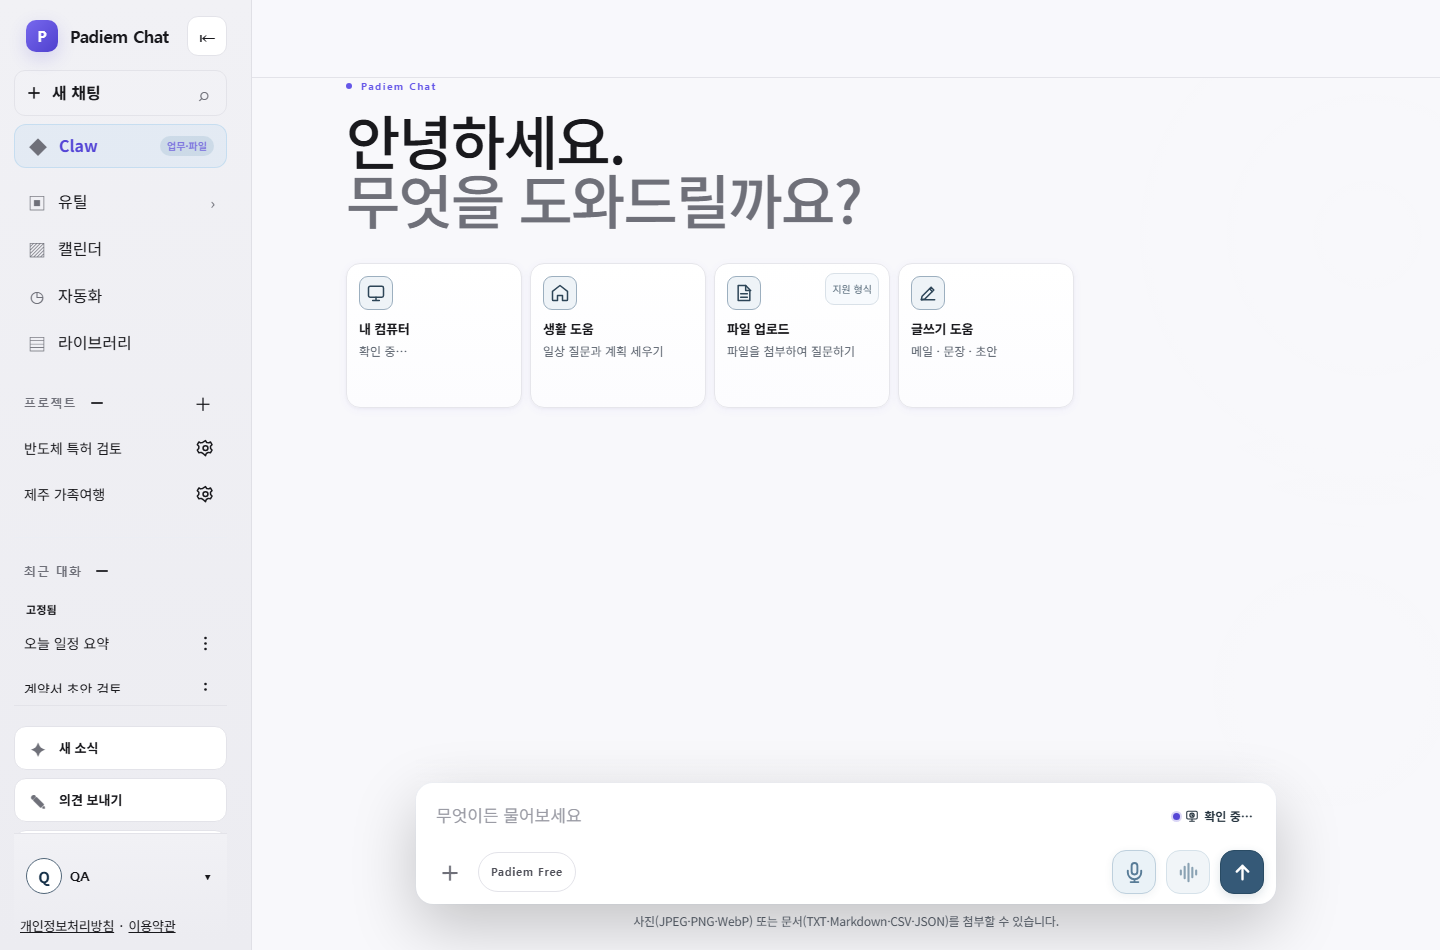 P Padiem Chat
+ 새 채팅
Claw 업무·파일
유틸
캘린더
자동화
라이브러리
프로젝트
반도체 특허 검토
제주 가족여행
최근 대화
고정됨
오늘 일정 요약
계약서 초안 검토
새 소식
의견 보내기
Q QA
개인정보처리방침 · 이용약관
Padiem Chat
안녕하세요.
무엇을 도와드릴까요?
내 컴퓨터
확인 중…
생활 도움
일상 질문과 계획 세우기
지원 형식
파일 업로드
파일을 첨부하여 질문하기
글쓰기 도움
메일 · 문장 · 초안
무엇이든 물어보세요
확인 중…
Padiem Free
사진(JPEG·PNG·WebP) 또는 문서(TXT·Markdown·CSV·JSON)를 첨부할 수 있습니다.